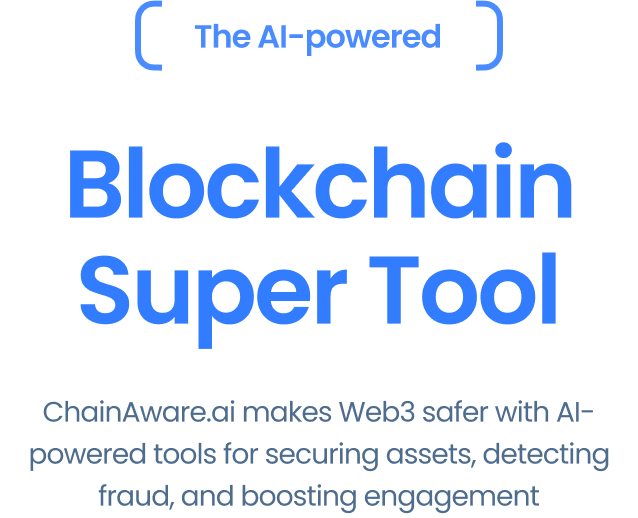 The AI-powered
Blockchain
Super Tool
ChainAware.ai makes Web3 safer with AI-
powered tools for securing assets, detecting
fraud, and boosting engagement